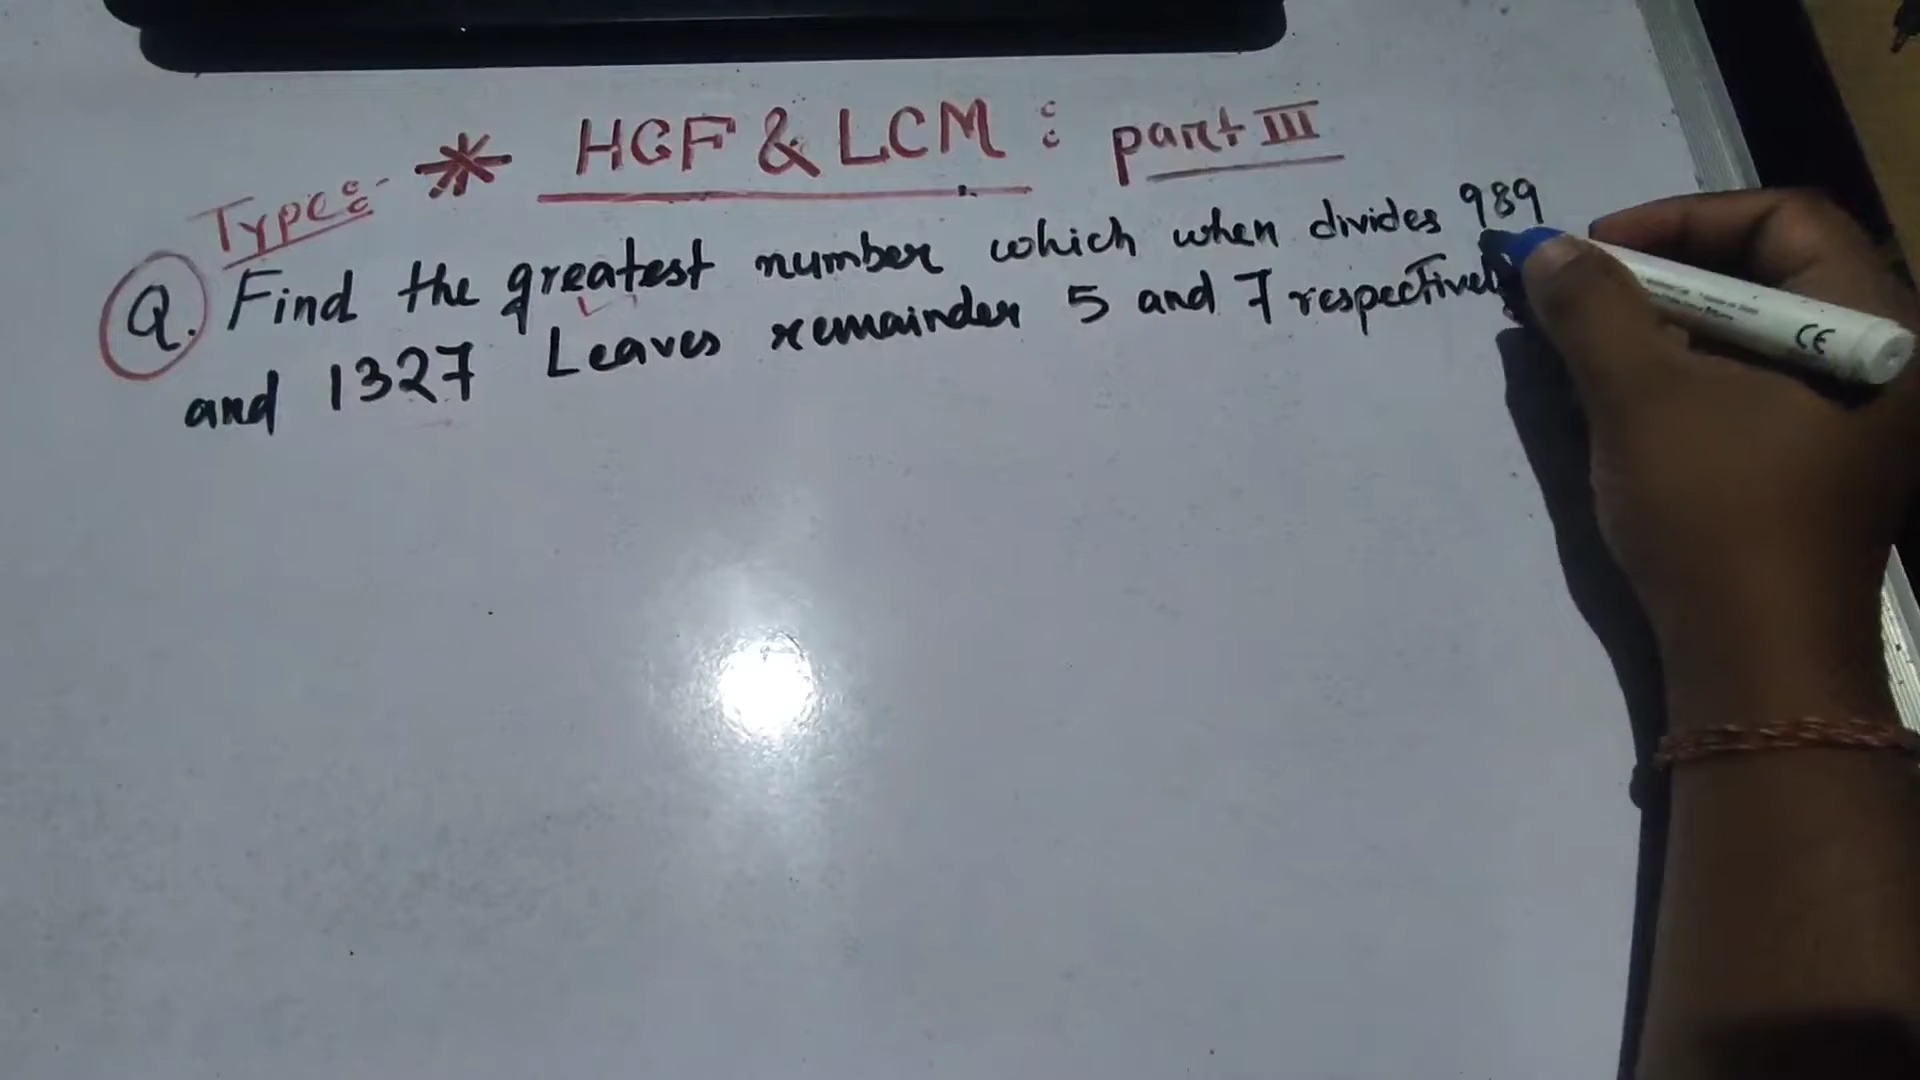 * HCF & LCM : part III
Type:-
Q. Find the greatest number which when divides 989
and 1327 Leaves remainder 5 and 7 respectively
CE